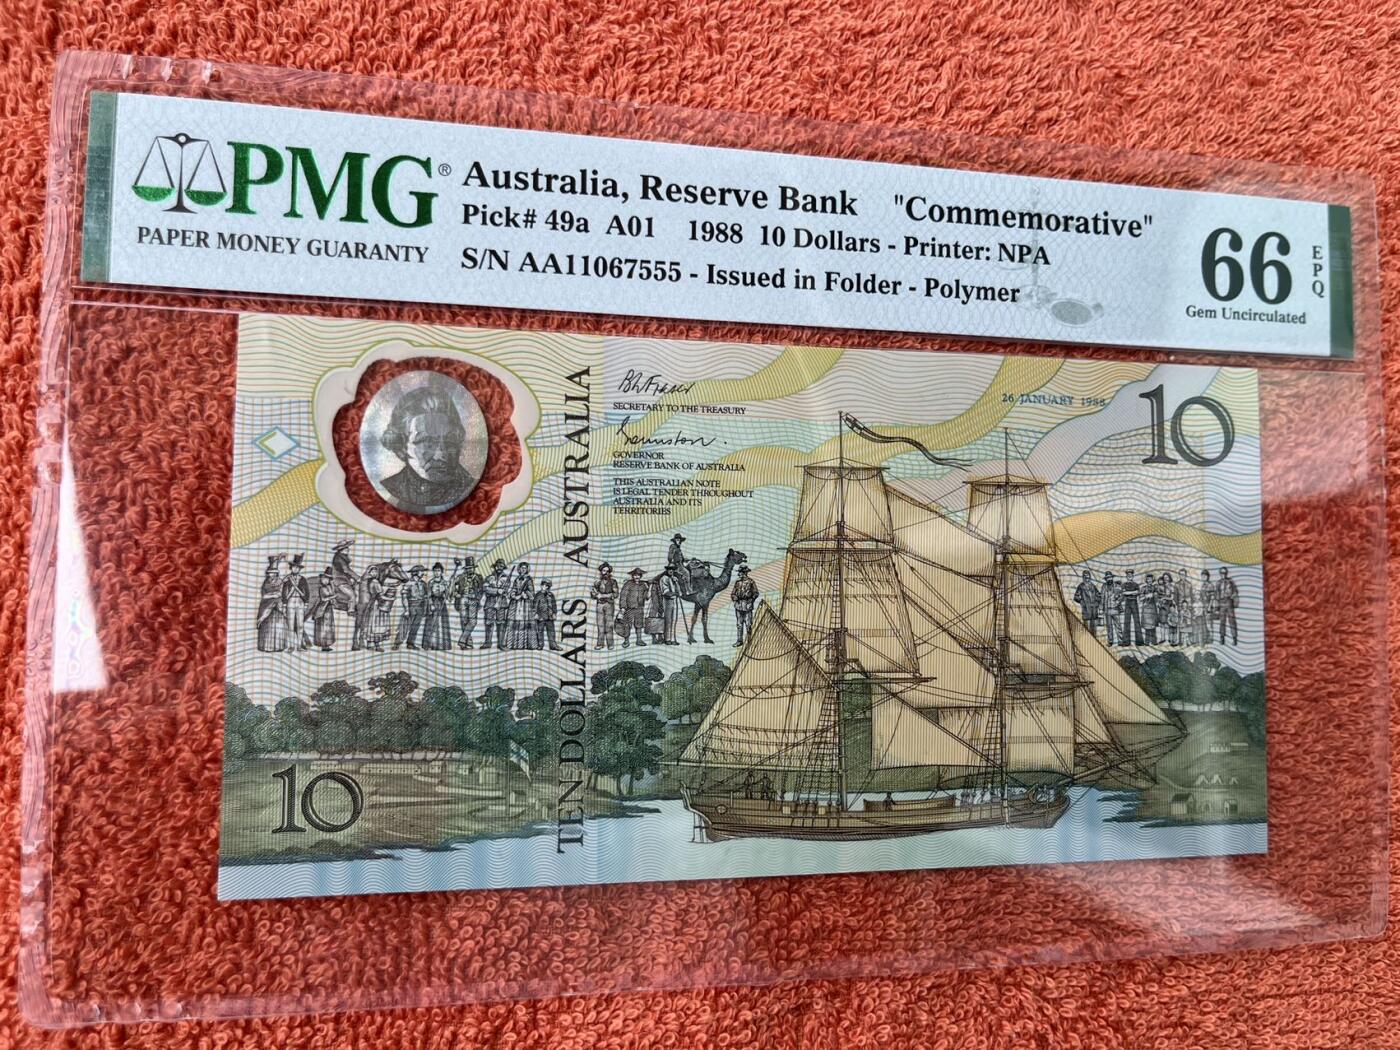 PMG®
PAPER MONEY GUARANTY
Australia, Reserve Bank "Commemorative"
Pick# 49a A01 1988 10 Dollars - Printer: NPA
S/N AA11067555 - Issued in Folder - Polymer
66
EPQ
Gem Uncirculated
SECRETARY TO THE TREASURY
GOVERNOR
RESERVE BANK OF AUSTRALIA
THIS AUSTRALIAN NOTE
IS LEGAL TENDER THROUGHOUT
AUSTRALIA AND ITS
TERRITORIES
26 JANUARY 1988
10
TEN DOLLARS AUSTRALIA
10